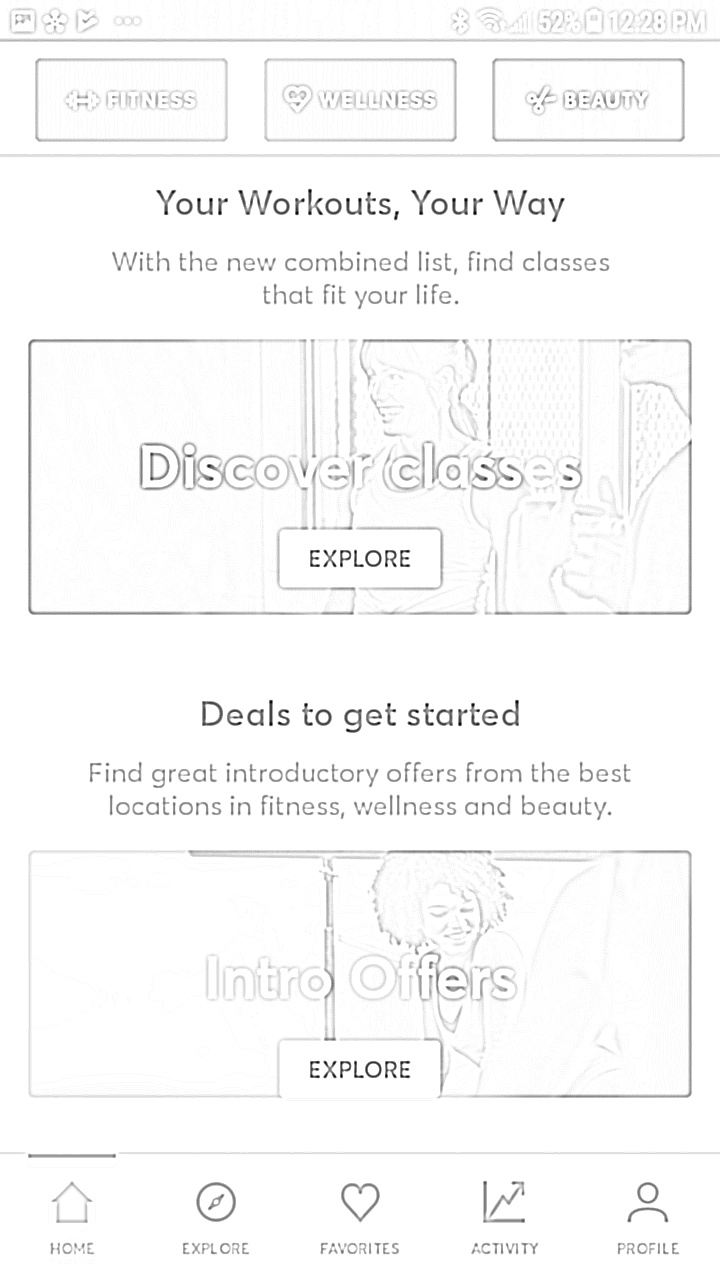 52% 12:28 PM
FITNESS WELLNESS BEAUTY
Your Workouts, Your Way
With the new combined list, find classes
that fit your life.
Discover classes
EXPLORE
Deals to get started
Find great introductory offers from the best
locations in fitness, wellness and beauty.
Intro Offers
EXPLORE
HOME EXPLORE FAVORITES ACTIVITY PROFILE